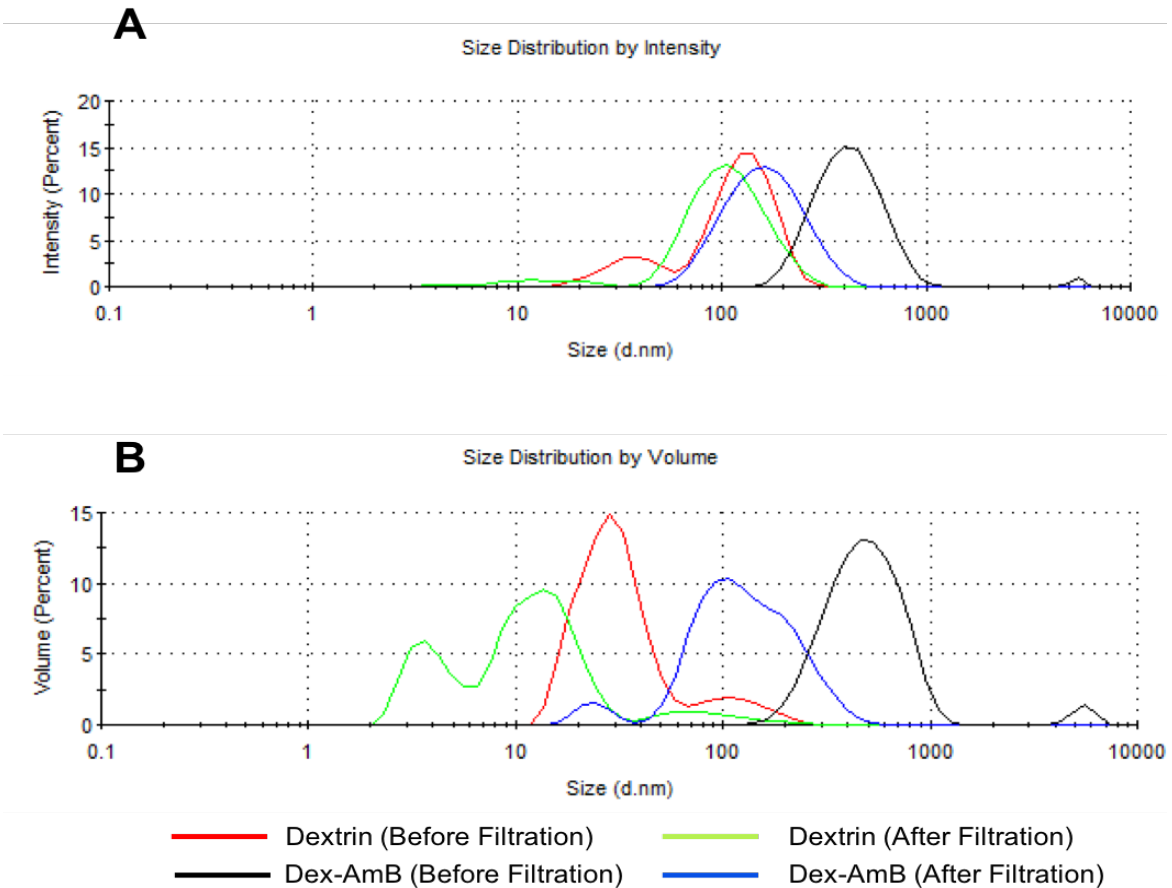 A
Size Distribution by Intensity
Intensity (Percent)
20
15
10
5
0
0.1 1 10 100 1000 10000
Size (d.nm)
B
Size Distribution by Volume
Volume (Percent)
15
10
5
0
0.1 1 10 100 1000 10000
Size (d.nm)
Dextrin (Before Filtration) Dextrin (After Filtration)
Dex-AmB (Before Filtration) Dex-AmB (After Filtration)